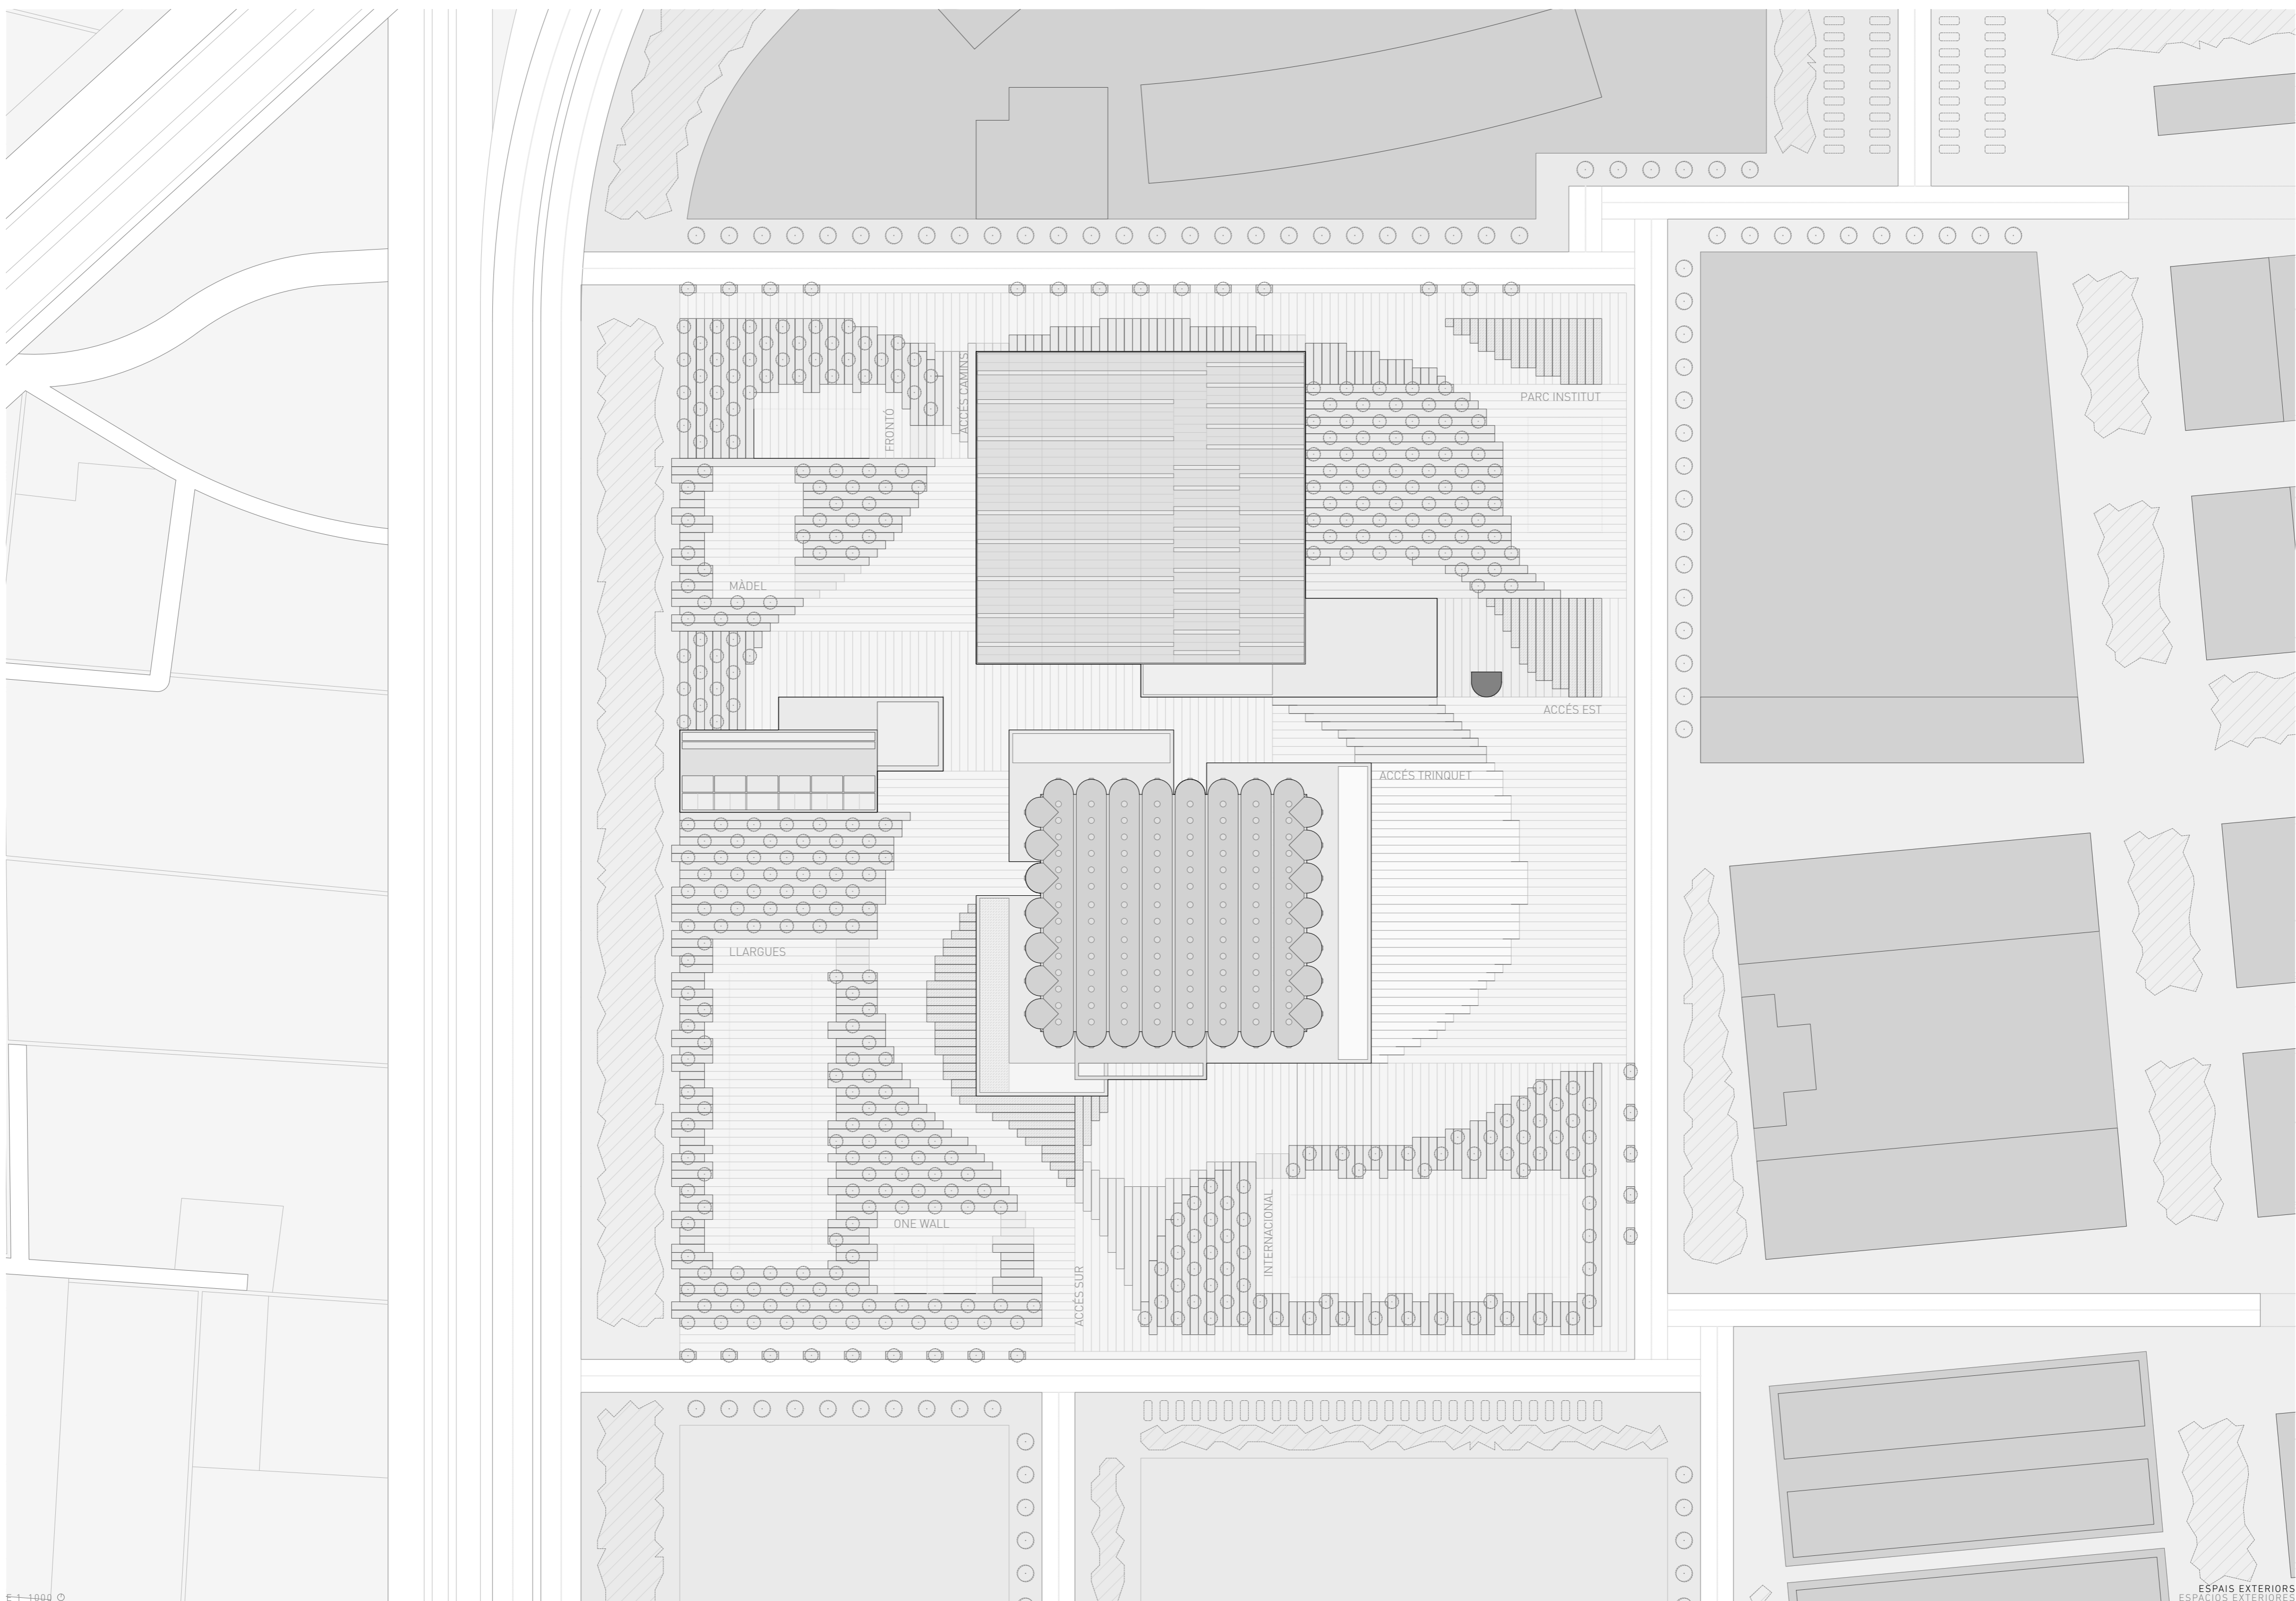 ACCÉS CAMINS
FRONTÓ
PARC INSTITUT
MÀDEL
ACCÉS EST
ACCÉS TRINQUET
LLARGUES
ONE WALL
INTERNACIONAL
ACCÉS SUR
E 1_1000
ESPAIS EXTERIORS
ESPACIOS EXTERIORES